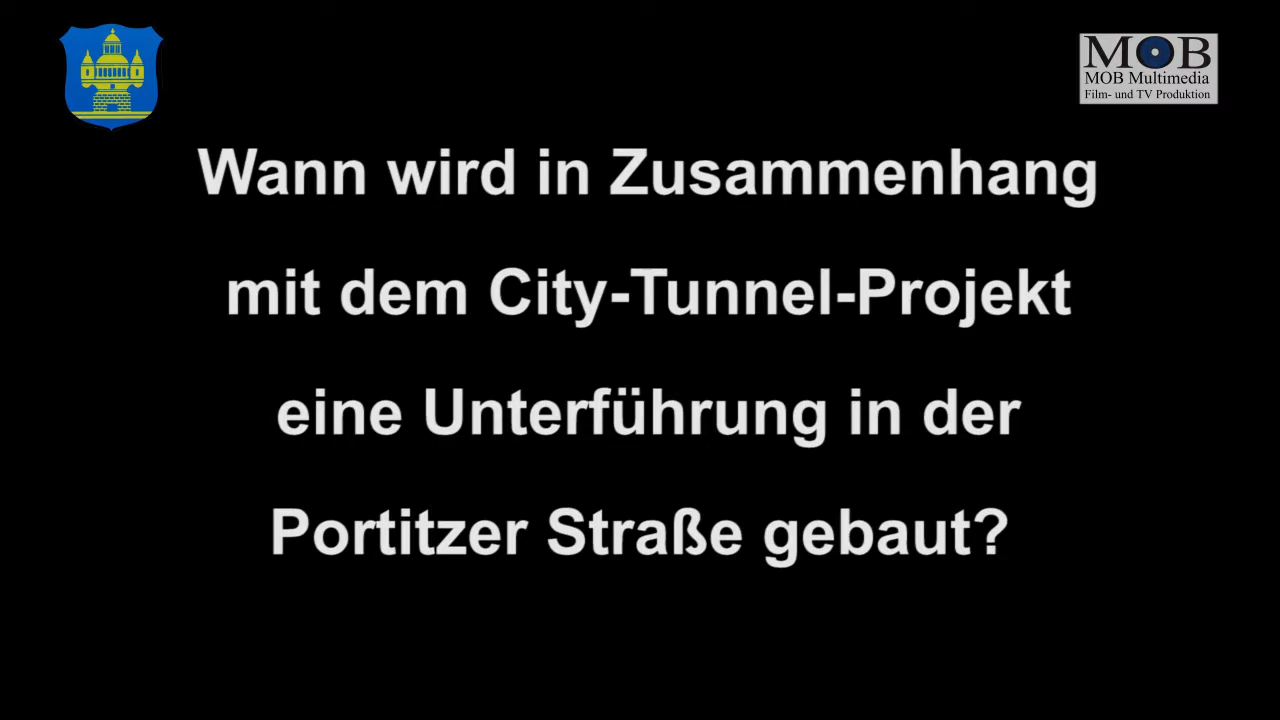 MOB
MOB Multimedia
Film- und TV Produktion
Wann wird in Zusammenhang
mit dem City-Tunnel-Projekt
eine Unterführung in der
Portitzer Straße gebaut?